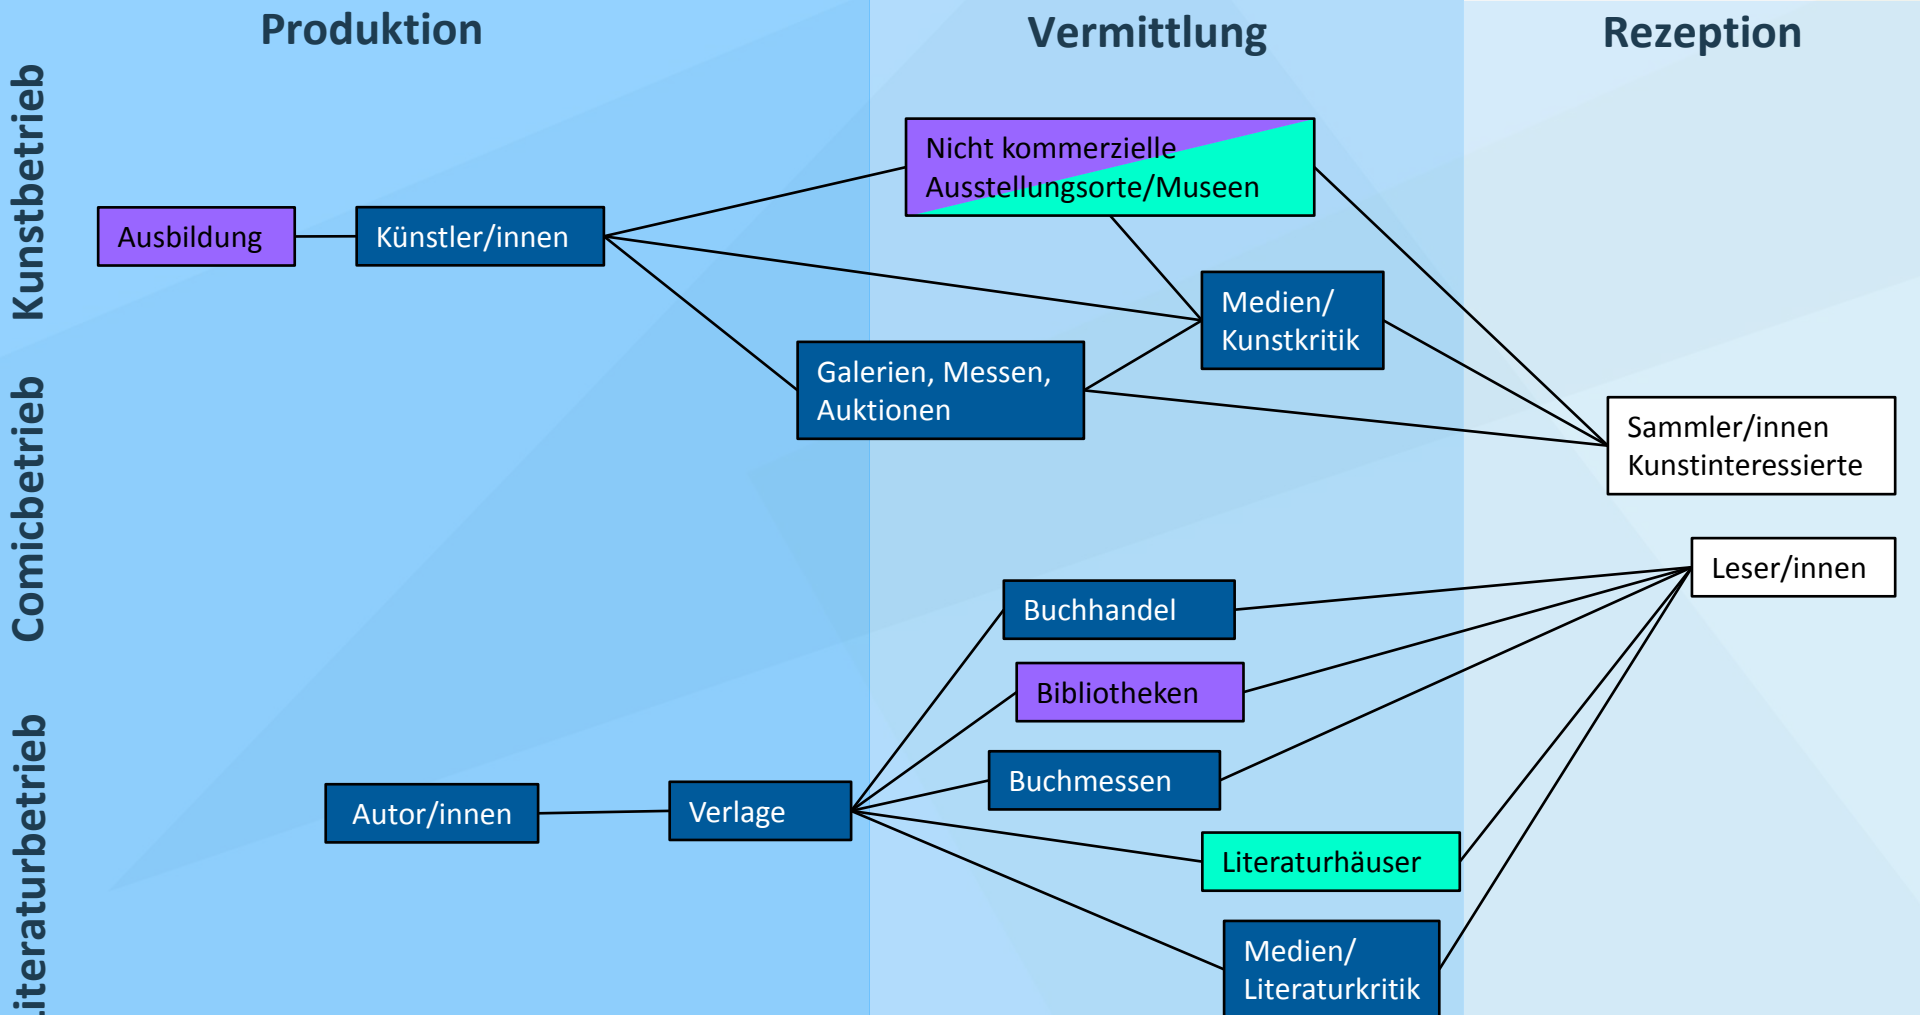 Produktion
Vermittlung
Rezeption
Kunstbetrieb
Nicht kommerzielle
Ausstellungsorte/Museen
Ausbildung
Künstler/innen
Medien/
Kunstkritik
Galerien, Messen,
Auktionen
Sammler/innen
Kunstinteressierte
Comicbetrieb
Leser/innen
Buchhandel
Bibliotheken
Literaturbetrieb
Buchmessen
Autor/innen
Verlage
Literaturhäuser
Medien/
Literaturkritik